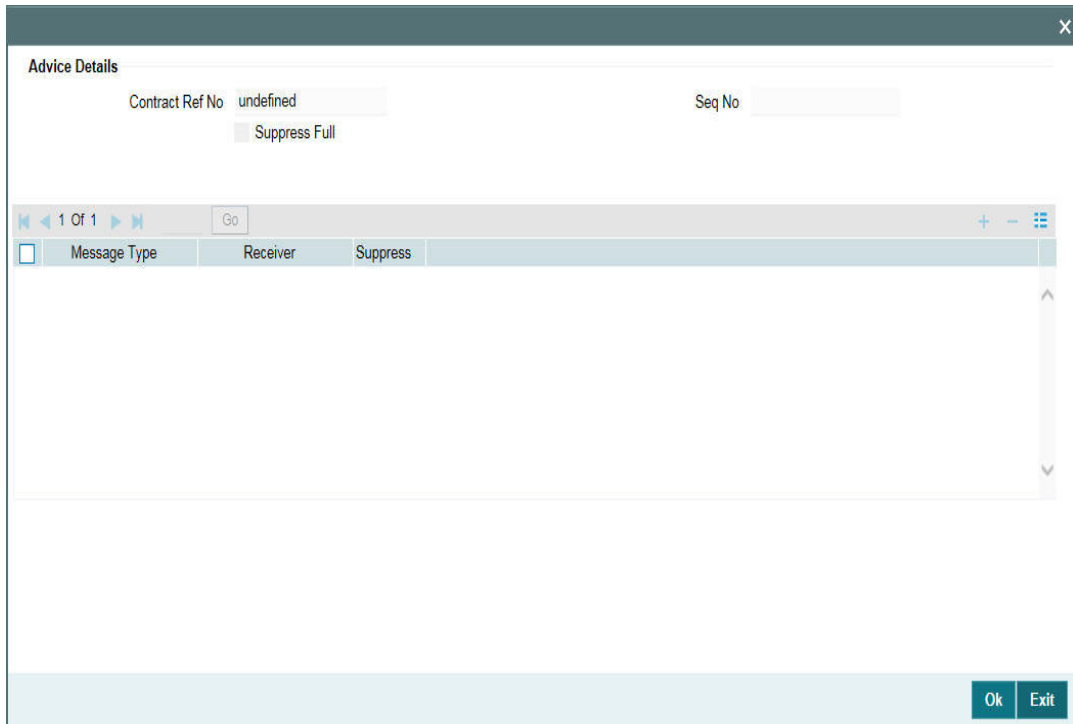 X
Advice Details
Contract Ref No undefined Seq No
Suppress Full
1 Of 1 Go
Message Type Receiver Suppress
Ok Exit